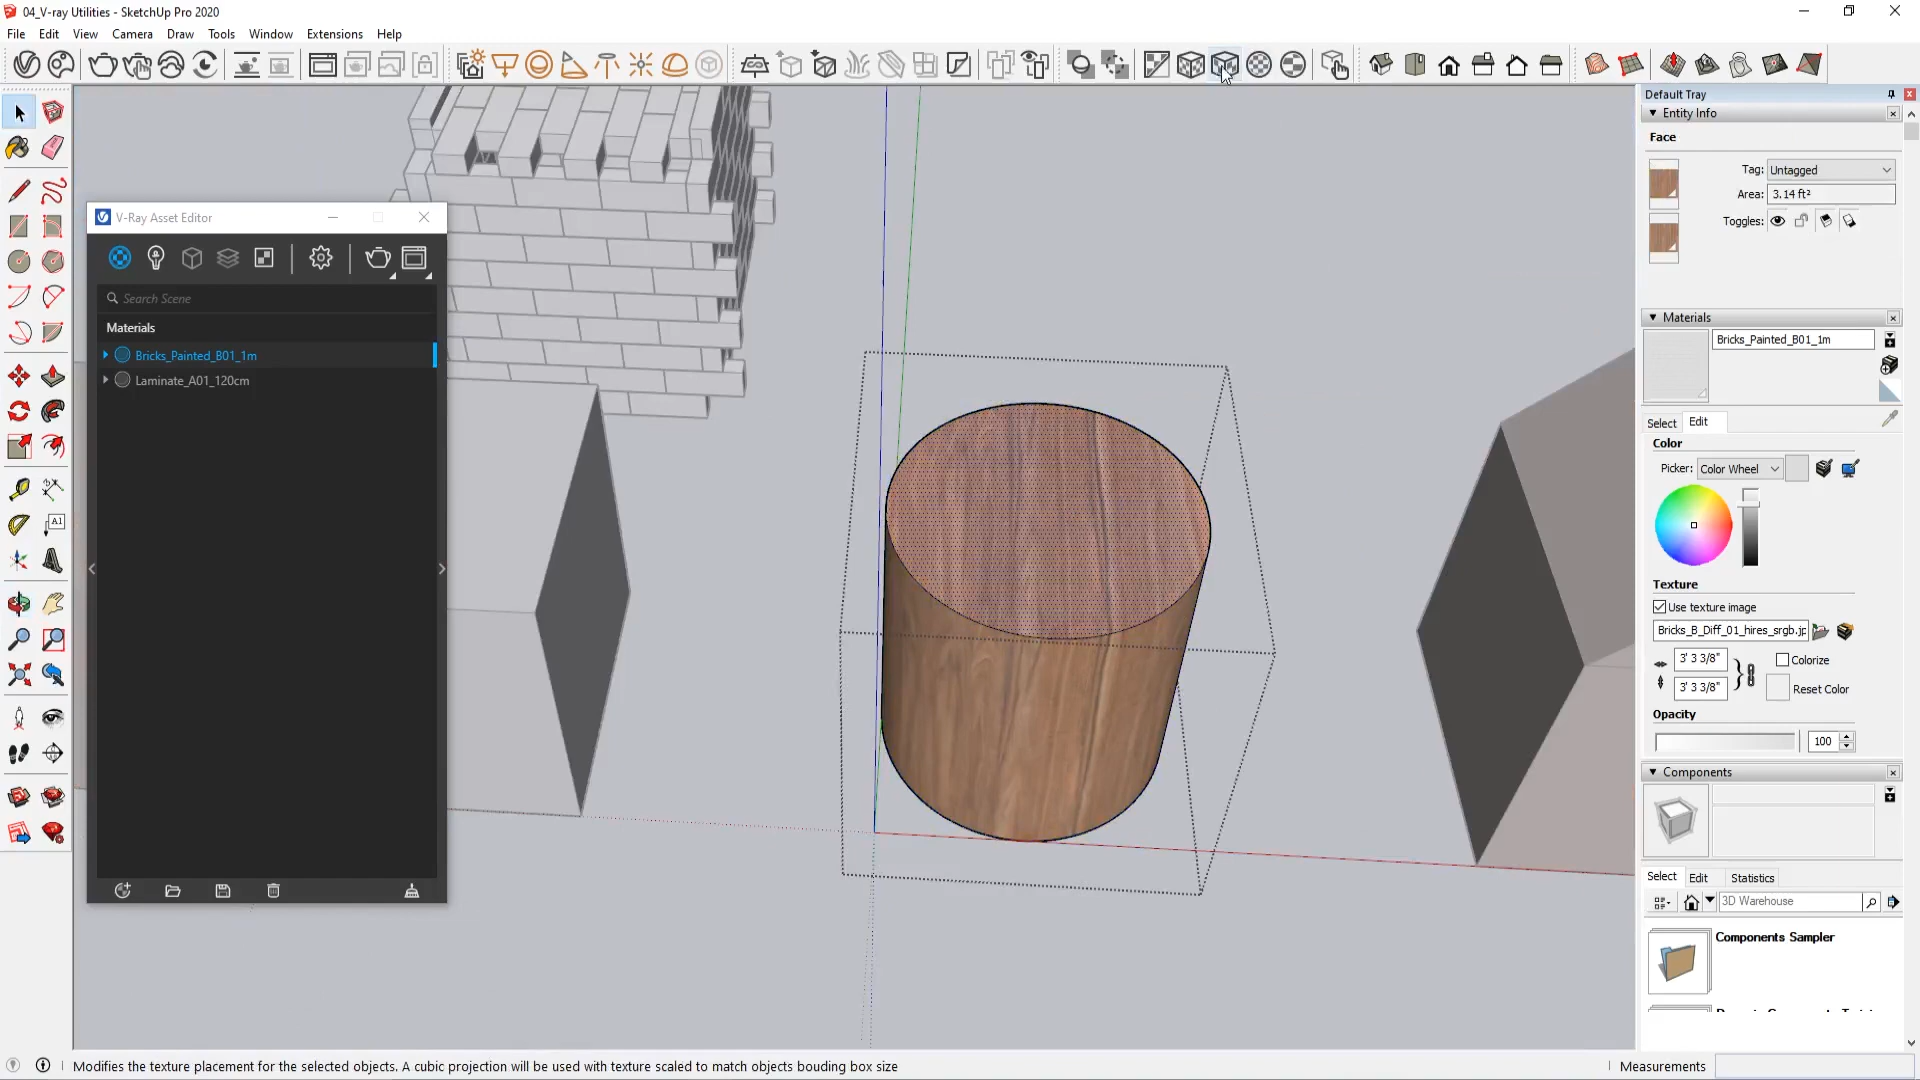 04_V-ray Utilities - SketchUp Pro 2020
File Edit View Camera Draw Tools Window Extensions Help
Default Tray
Entity Info
Face
Tag: Untagged
Area: 3.14 ft²
Toggles:
V-Ray Asset Editor
Search Scene
Materials
Bricks_Painted_B01_1m
Laminate_A01_120cm
A1
Materials
Bricks_Painted_B01_1m
Select Edit
Color
Picker: Color Wheel
Texture
Use texture image
Bricks_B_Diff_01_hires_srgb.jp
3' 3 3/8"
Colorize
3' 3 3/8"
Reset Color
Opacity
100
Components
Select Edit Statistics
3D Warehouse
Components Sampler
Modifies the texture placement for the selected objects. A cubic projection will be used with texture scaled to match objects bouding box size
Measurements